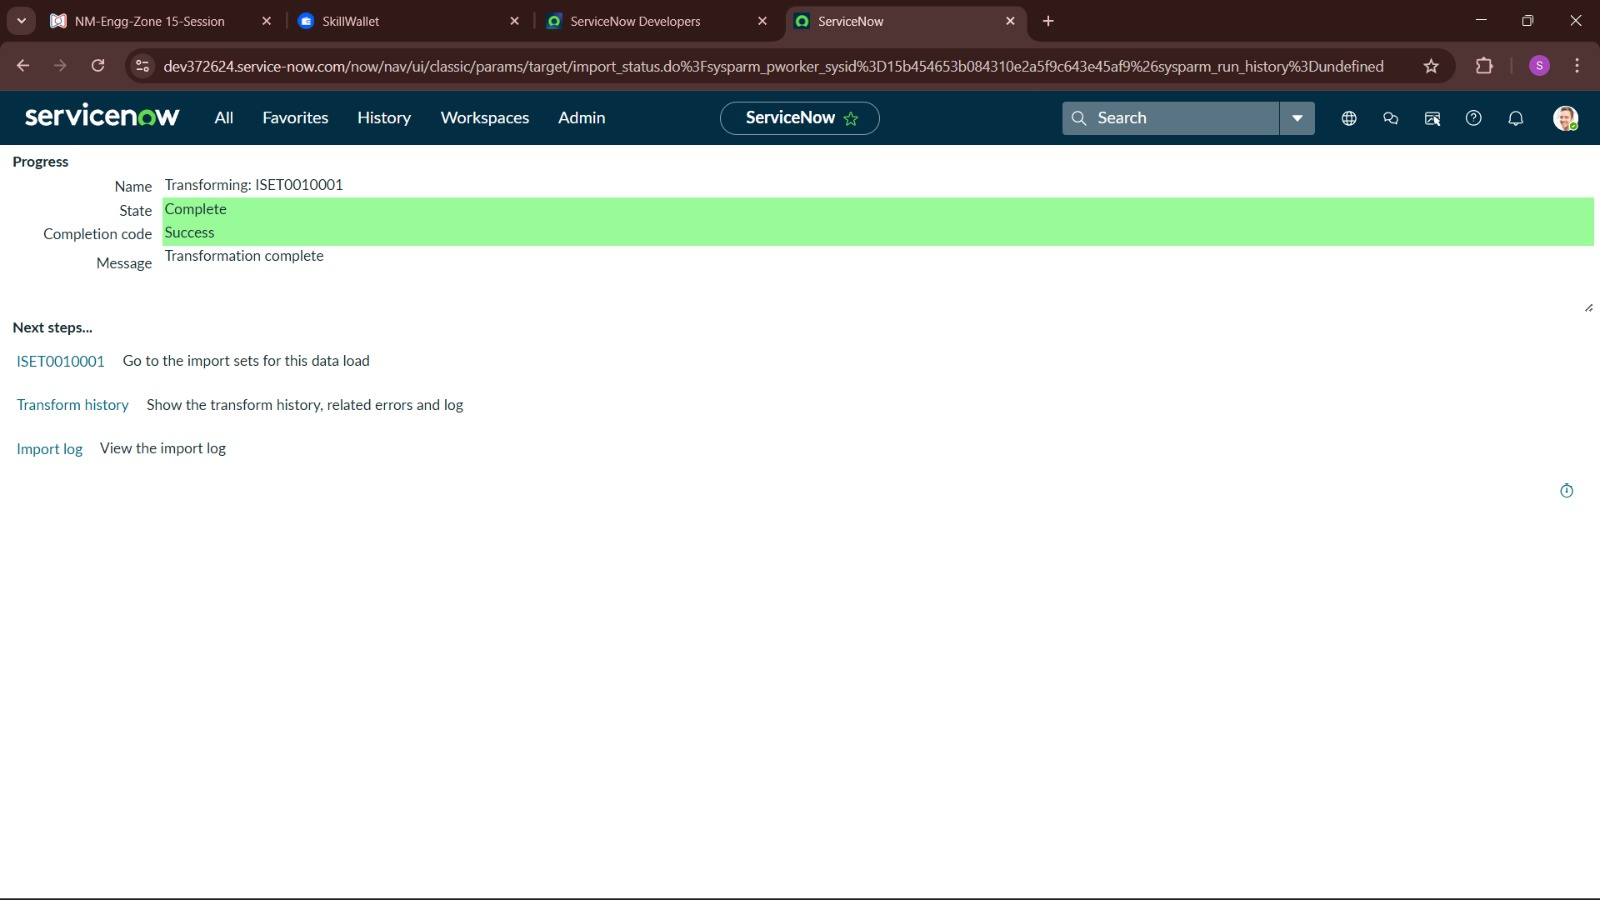 NM-Engg-Zone 15-Session
SkillWallet
ServiceNow Developers
ServiceNow
dev372624.service-now.com/now/nav/ui/classic/params/target/import_status.do%3Fsysparm_pworker_sysid%3D15b454653b084310e2a5f9c643e45af9%26sysparm_run_history%3Dundefined
S
servicenow
All
Favorites
History
Workspaces
Admin
ServiceNow
Search
Progress
Name Transforming: ISET0010001
State Complete
Completion code Success
Message Transformation complete
Next steps...
ISET0010001 Go to the import sets for this data load
Transform history Show the transform history, related errors and log
Import log View the import log